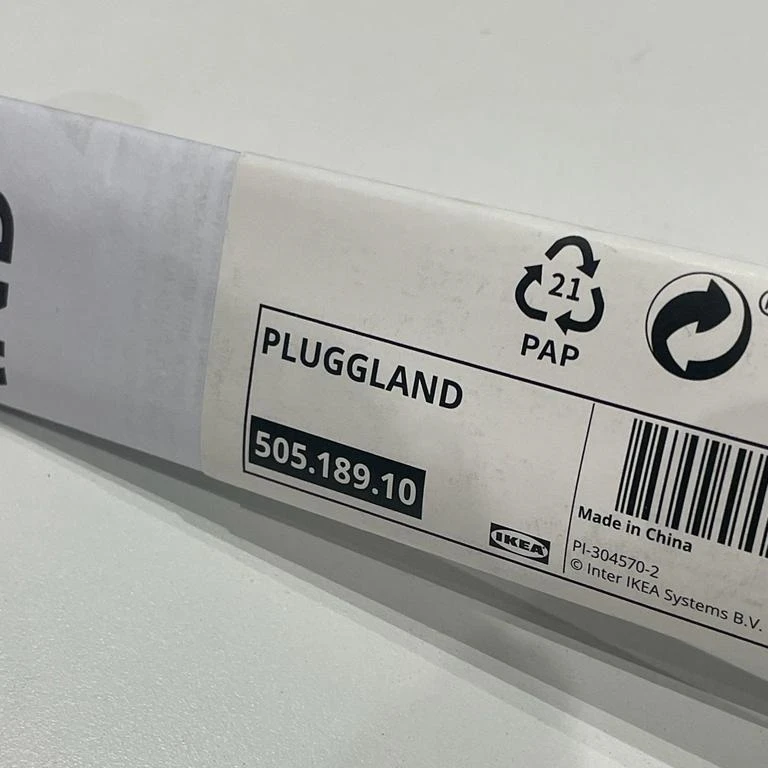 21
PAP
PLUGGLAND
505.189.10
IKEA
Made in China
PI-304570-2
© Inter IKEA Systems B.V.